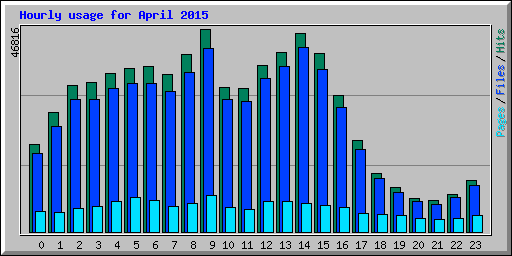 Hourly usage for April 2015
46816
Pages/Files/Hits
0 1 2 3 4 5 6 7 8 9 10 11 12 13 14 15 16 17 18 19 20 21 22 23